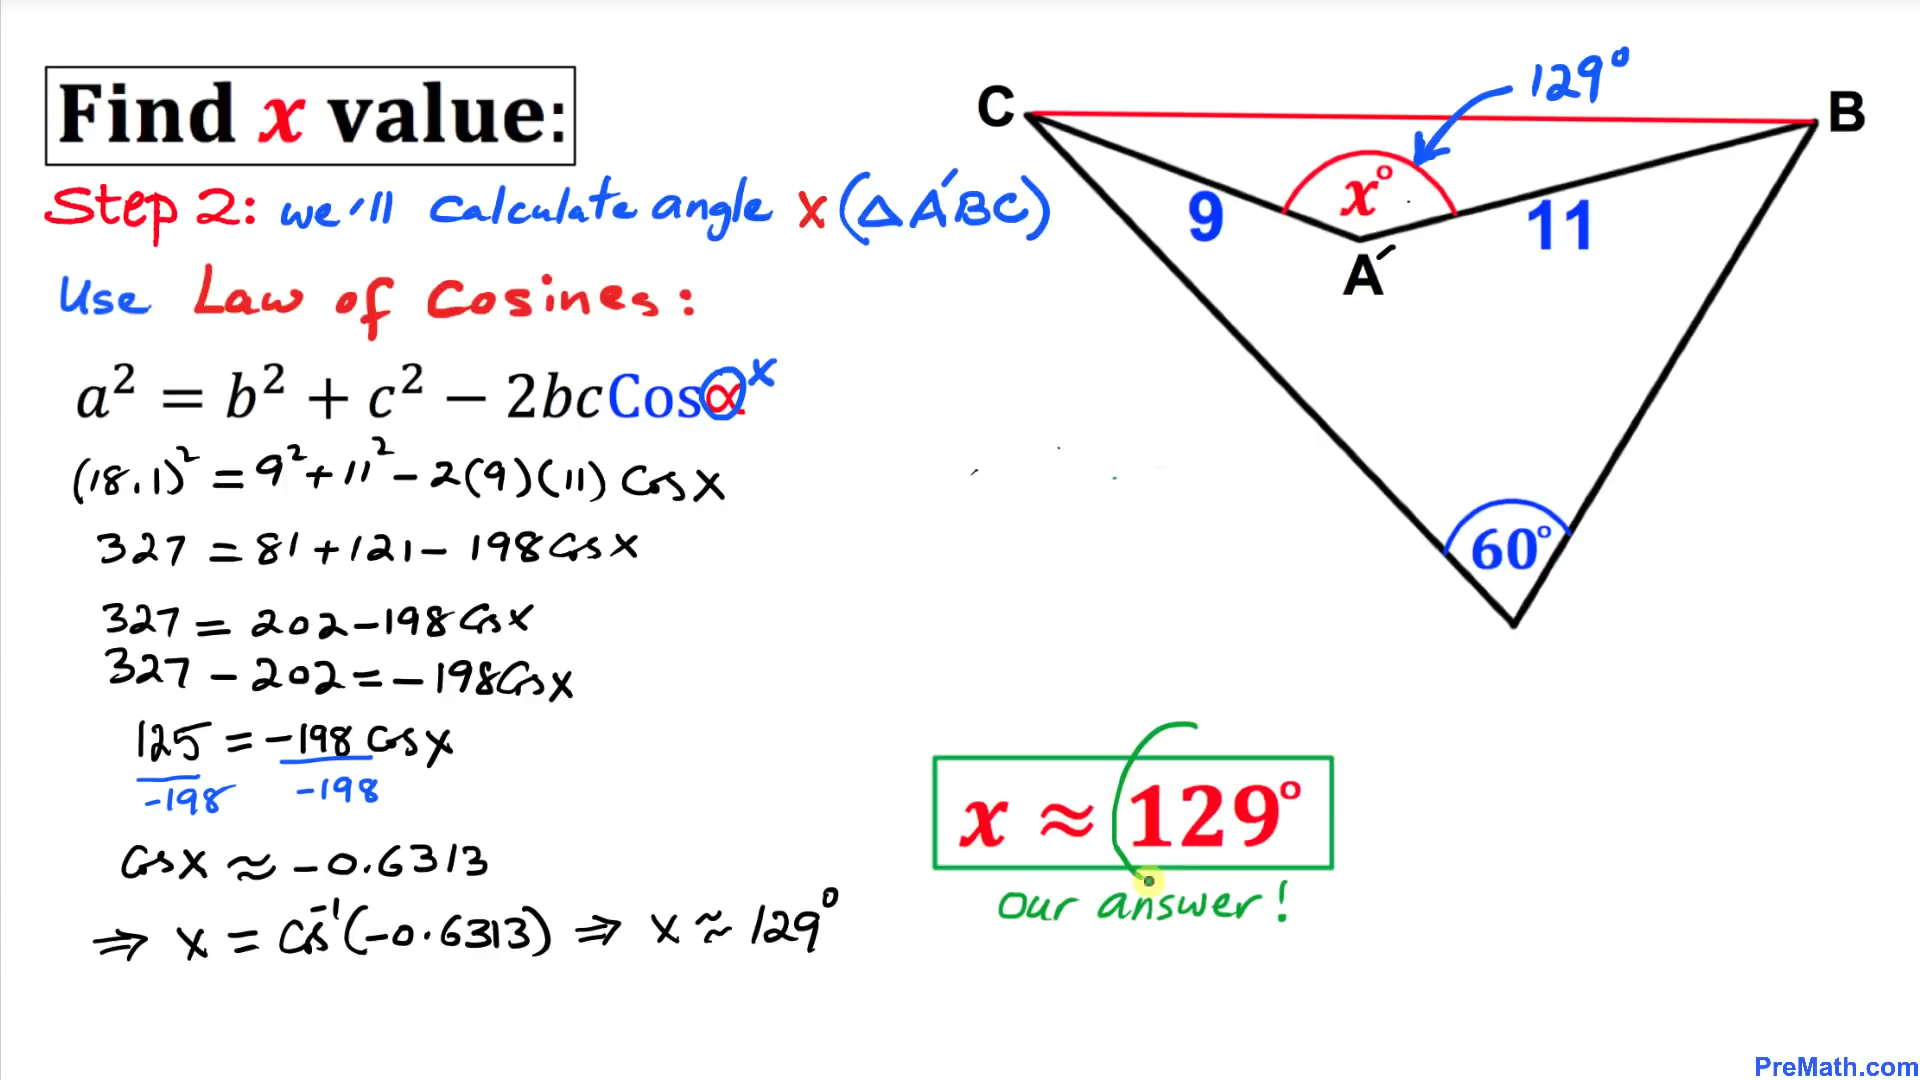 Find x value:
Step 2: we'll calculate angle x (△A'BC)
Use Law of Cosines:
a² = b² + c² − 2bcCosα x
(18.1)² = 9² + 11² − 2(9)(11) Cos x
327 = 81 + 121 − 198 Cos x
327 = 202 − 198 Cos x
327 − 202 = − 198 Cos x
125 = −198 Cos x
−198 −198
Cos x ≈ −0.6313
⇒ x = Cos⁻¹(−0.6313) ⇒ x ≈ 129°
129°
C
B
x°
9
11
A'
60°
x ≈ 129°
our answer!
PreMath.com